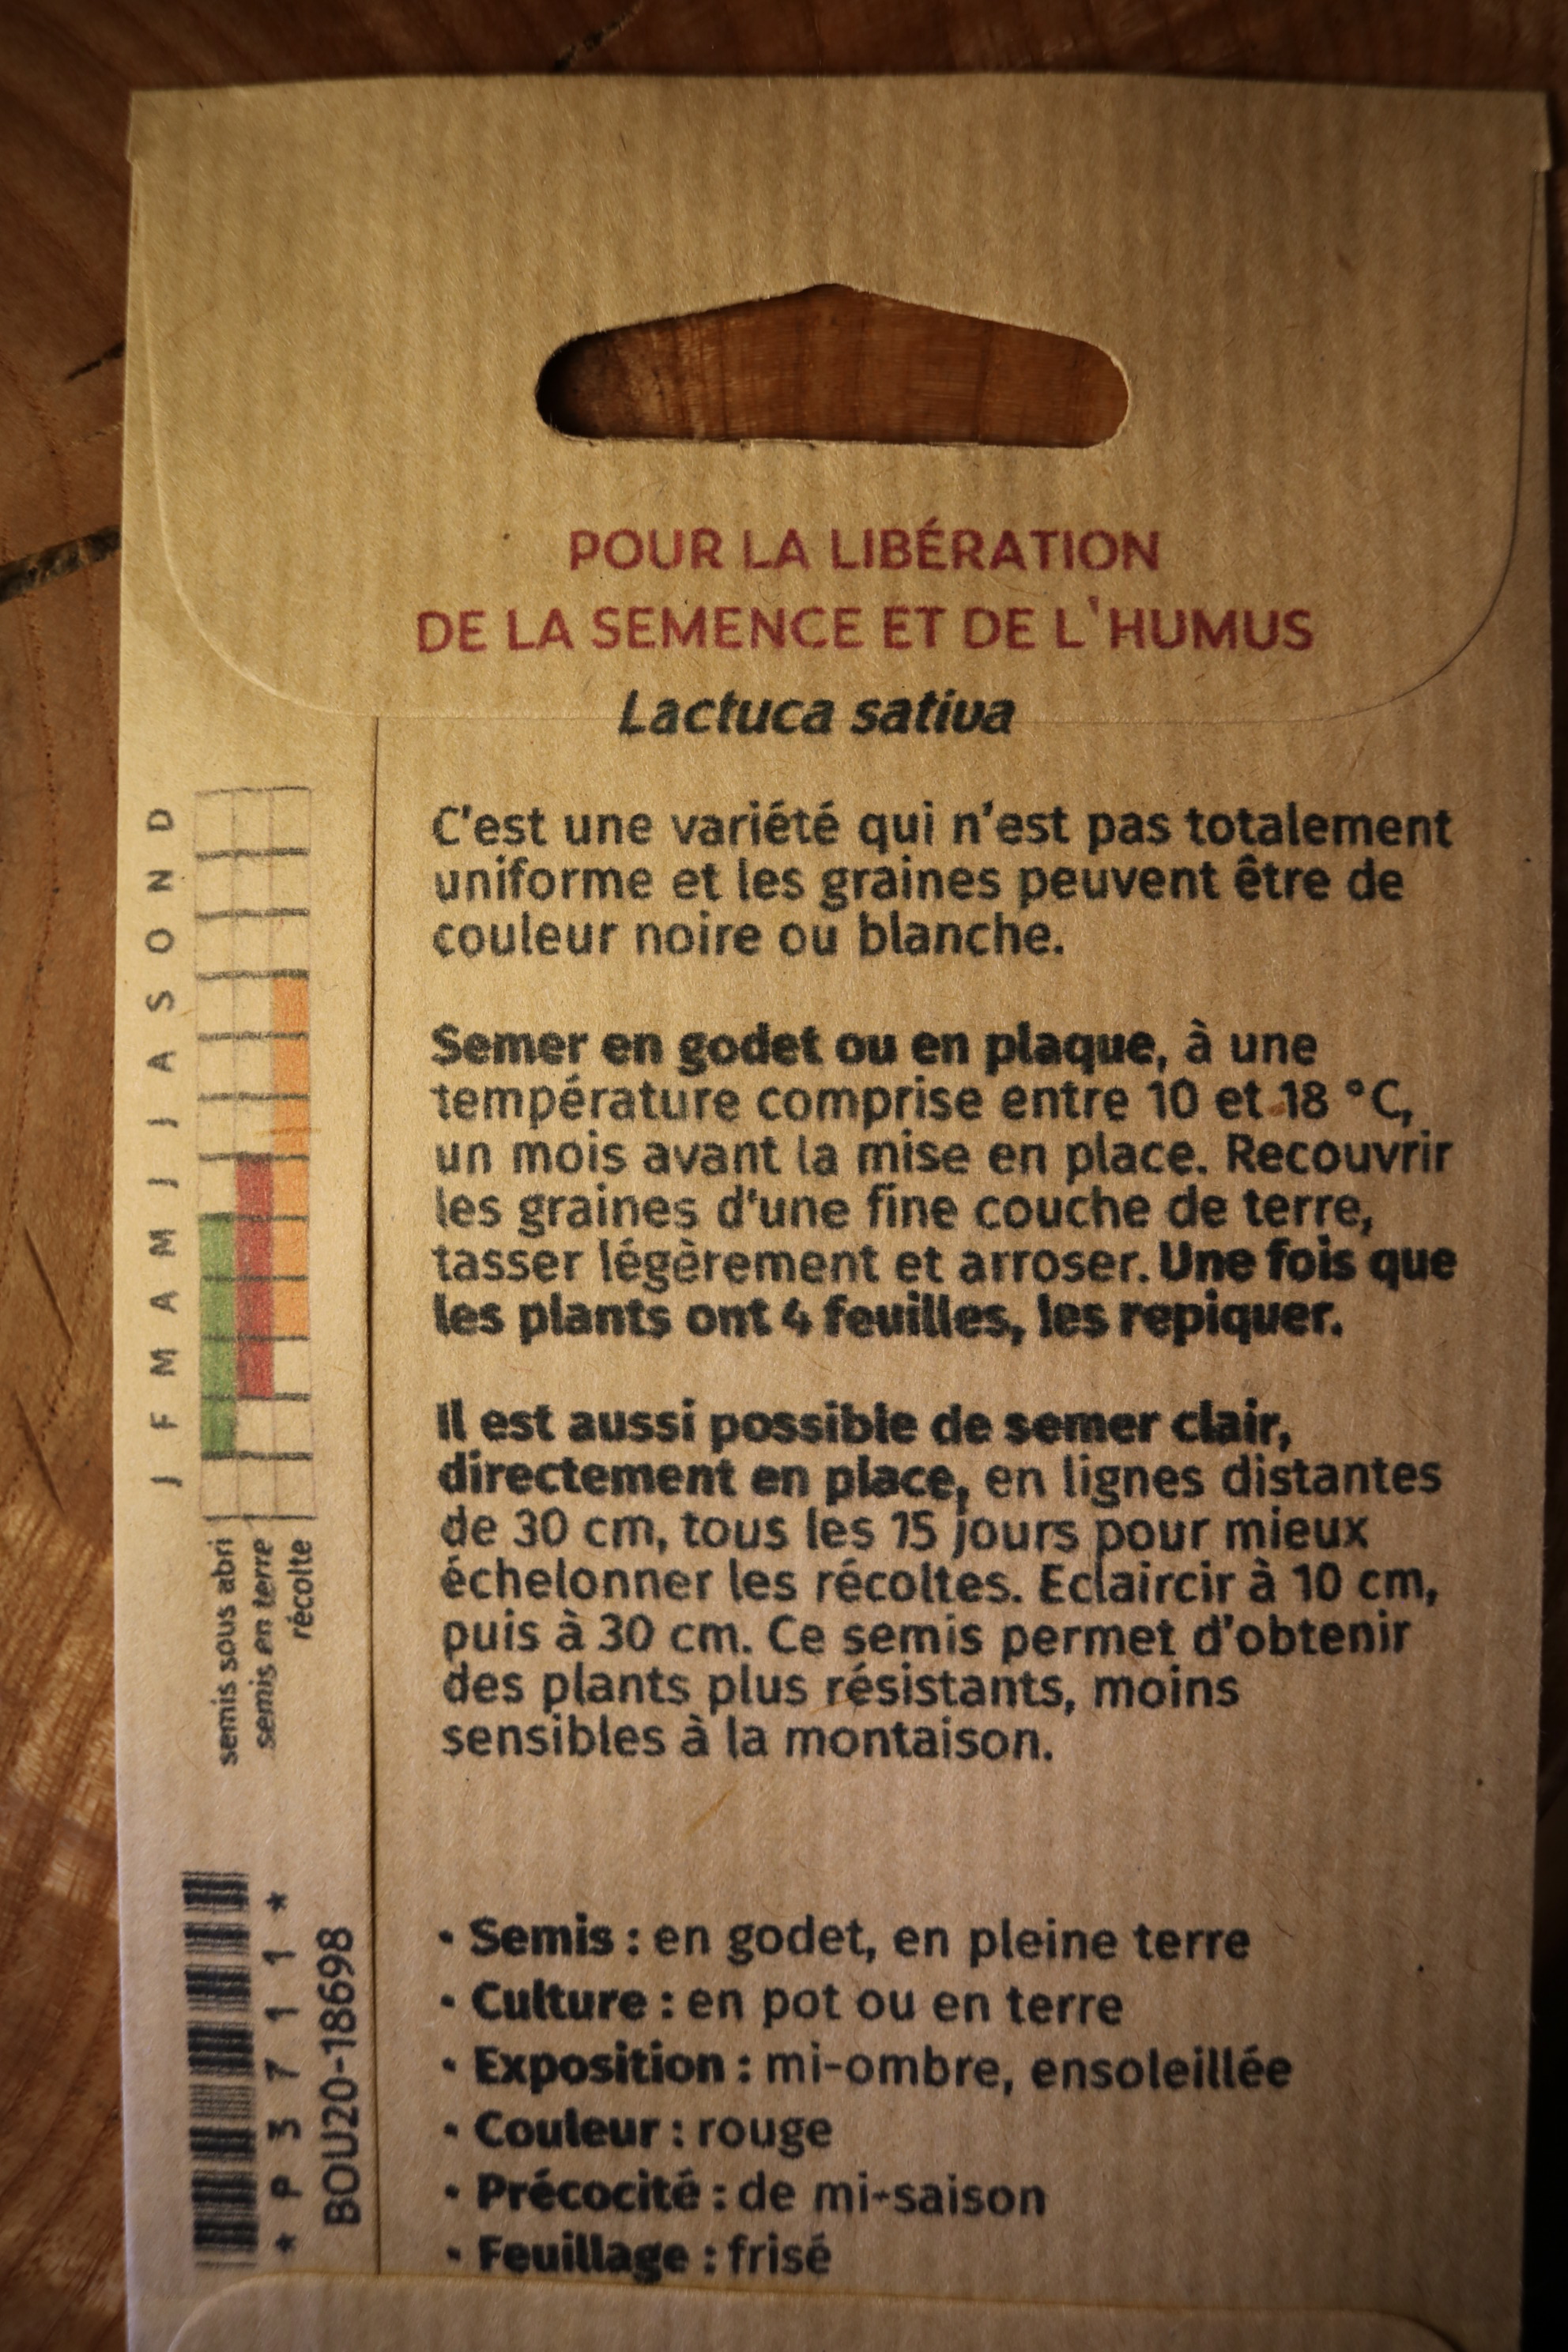 POUR LA LIBÉRATION
DE LA SEMENCE ET DE L'HUMUS
Lactuca sativa
C'est une variété qui n'est pas totalement
uniforme et les graines peuvent être de
couleur noire ou blanche.
Semer en godet ou en plaque, à une
température comprise entre 10 et 18 °C,
un mois avant la mise en place. Recouvrir
les graines d'une fine couche de terre,
tasser légèrement et arroser. Une fois que
les plants ont 4 feuilles, les repiquer.
Il est aussi possible de semer clair,
directement en place, en lignes distantes
de 30 cm, tous les 15 jours pour mieux
échelonner les récoltes. Eclaircir à 10 cm,
puis à 30 cm. Ce semis permet d'obtenir
des plants plus résistants, moins
sensibles à la montaison.
• Semis : en godet, en pleine terre
• Culture : en pot ou en terre
• Exposition : mi-ombre, ensoleillée
• Couleur : rouge
• Précocité : de mi-saison
• Feuillage : frisé
J F M A M J J A S O N D
semis sous abri
semis en terre
récolte
* P 3 7 1 1 *
BOU20-18698